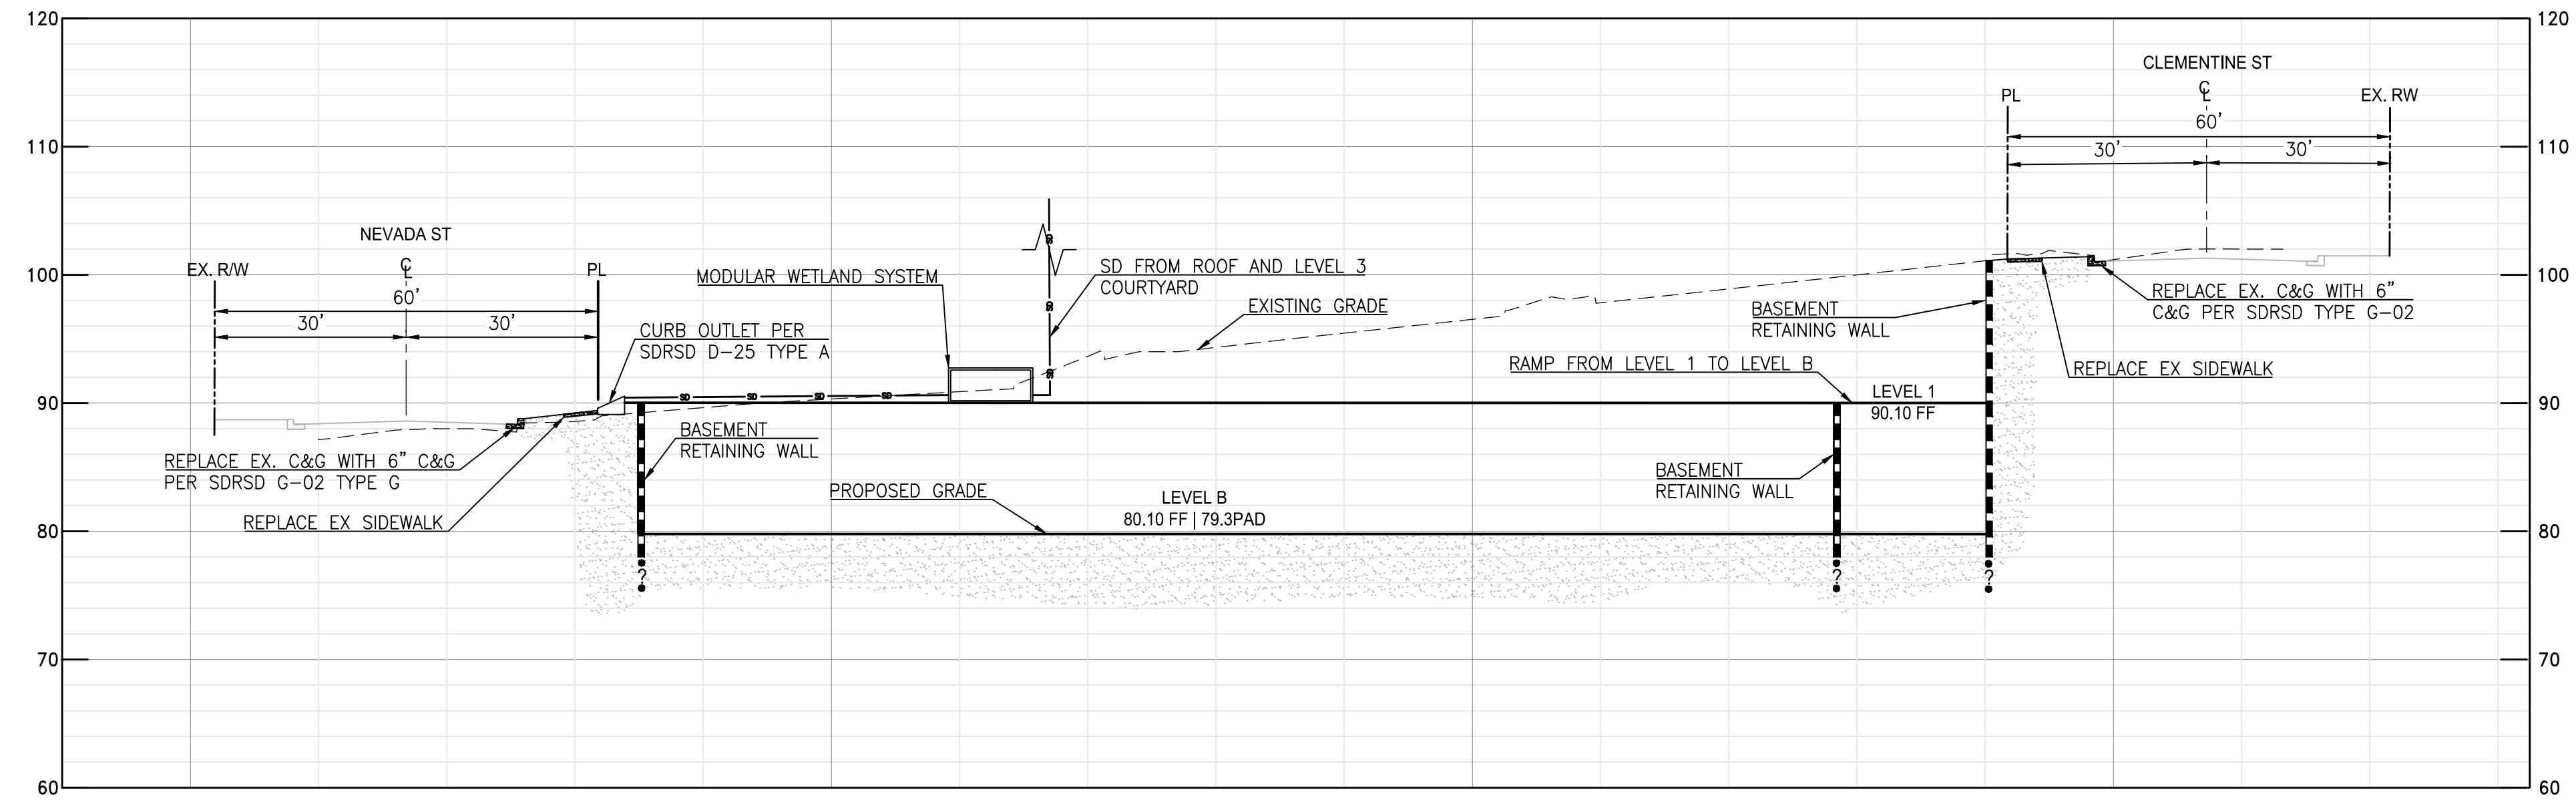 120
120
110
110
100
100
90
90
80
80
70
70
60
60
NEVADA ST
EX. R/W
℄
PL
60'
30'
30'
CURB OUTLET PER
SDRSD D-25 TYPE A
MODULAR WETLAND SYSTEM
SD
SD
SD
SD
SD
SD
SD
SD FROM ROOF AND LEVEL 3
COURTYARD
EXISTING GRADE
REPLACE EX. C&G WITH 6" C&G
PER SDRSD G-02 TYPE G
REPLACE EX SIDEWALK
BASEMENT
RETAINING WALL
PROPOSED GRADE
LEVEL B
80.10 FF | 79.3PAD
RAMP FROM LEVEL 1 TO LEVEL B
LEVEL 1
90.10 FF
BASEMENT
RETAINING WALL
BASEMENT
RETAINING WALL
?
?
?
CLEMENTINE ST
PL
℄
EX. RW
60'
30'
30'
REPLACE EX. C&G WITH 6"
C&G PER SDRSD TYPE G-02
REPLACE EX SIDEWALK